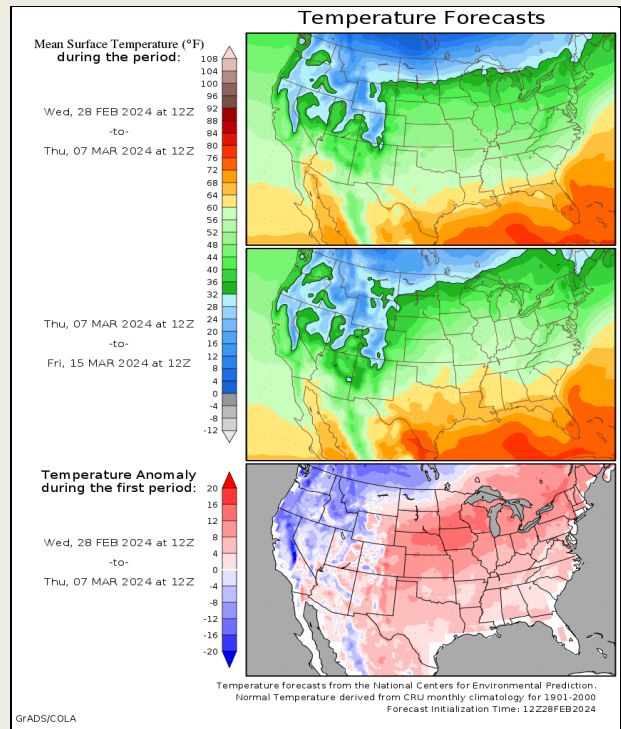 Temperature Forecasts
Mean Surface Temperature (°F)
during the period:
Wed, 28 FEB 2024 at 12Z
-to-
Thu, 07 MAR 2024 at 12Z
108
104
100
96
92
88
84
80
76
72
68
64
60
56
52
48
44
40
36
32
28
24
20
16
12
8
4
0
-4
-8
-12
Thu, 07 MAR 2024 at 12Z
-to-
Fri, 15 MAR 2024 at 12Z
Temperature Anomaly
during the first period:
Wed, 28 FEB 2024 at 12Z
-to-
Thu, 07 MAR 2024 at 12Z
20
16
12
8
4
0
-4
-8
-12
-16
-20
Temperature forecasts from the National Centers for Environmental Prediction.
Normal Temperature derived from CRU monthly climatology for 1901-2000
Forecast Initialization Time: 12Z28FEB2024
GrADS/COLA